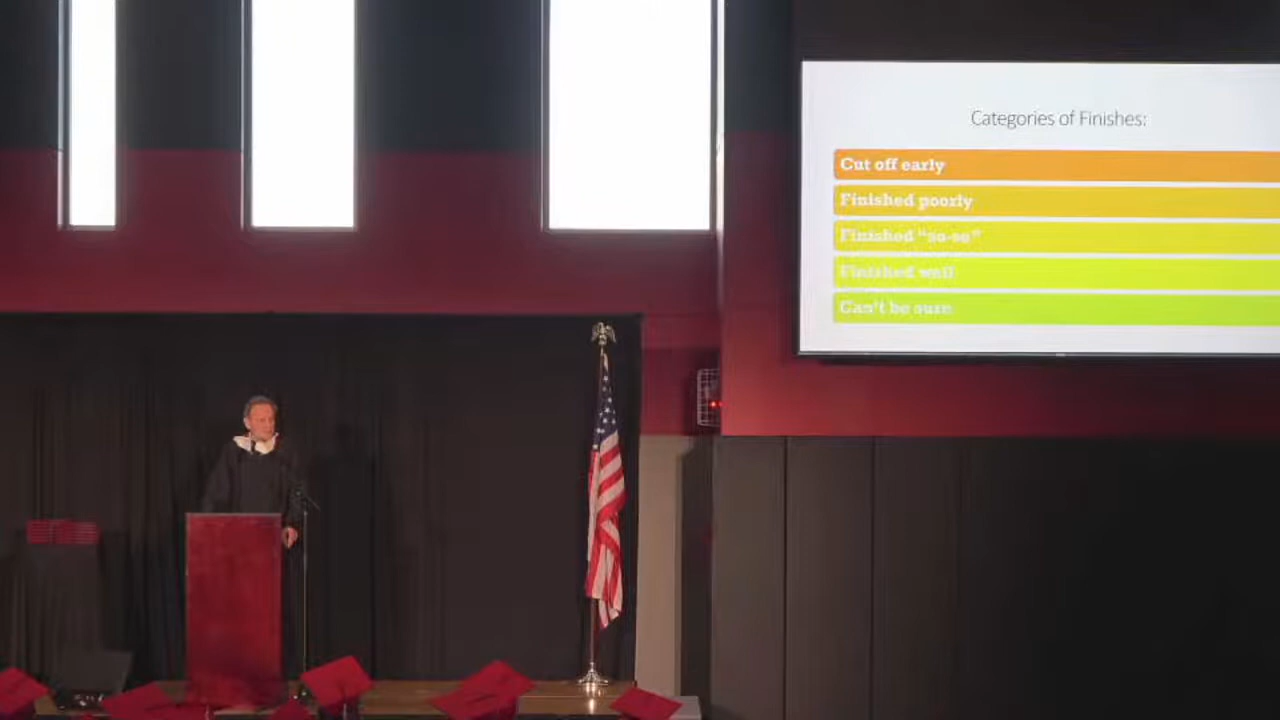 Categories of Finishes:
Cut off early
Finished poorly
Finished “so-so”
Finished well
Can't be sure